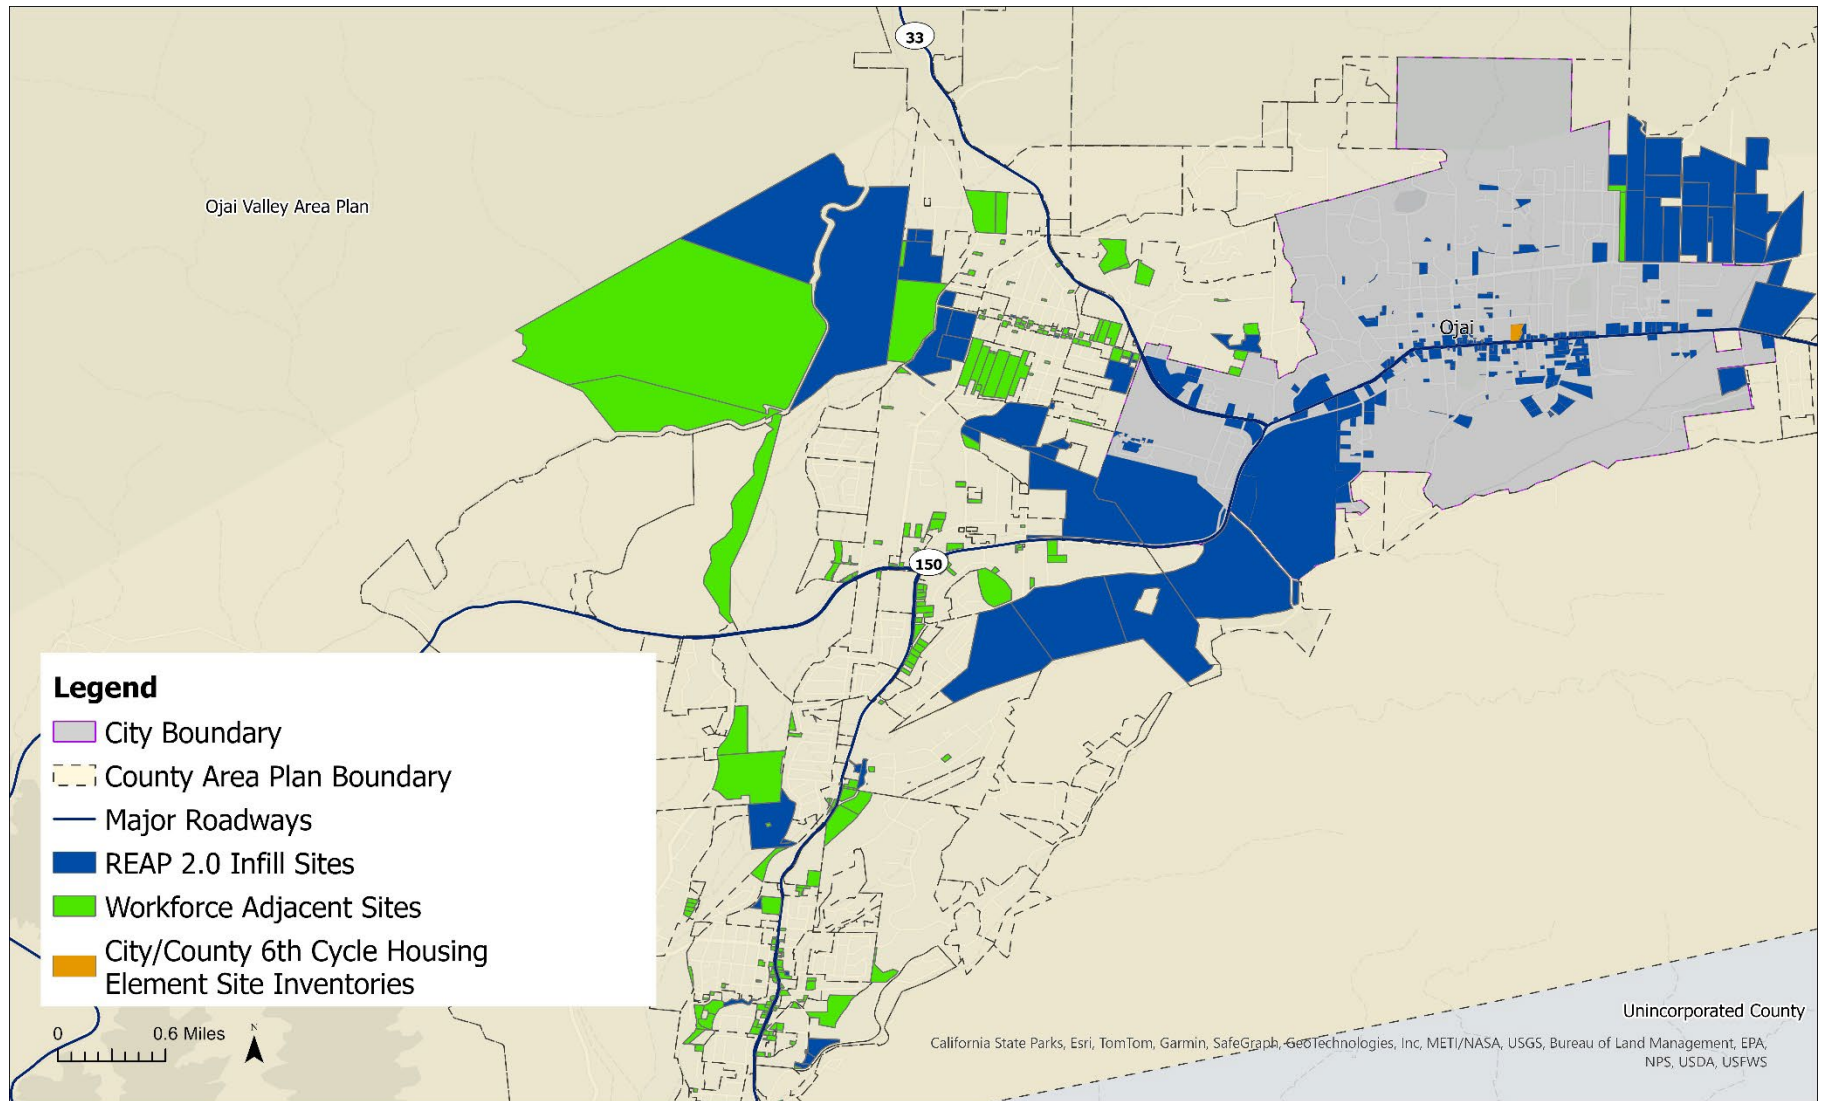 33
Ojai Valley Area Plan
Ojai
150
Legend
City Boundary
County Area Plan Boundary
Major Roadways
REAP 2.0 Infill Sites
Workforce Adjacent Sites
City/County 6th Cycle Housing
Element Site Inventories
0 0.6 Miles
N
Unincorporated County
California State Parks, Esri, TomTom, Garmin, SafeGraph, GeoTechnologies, Inc, METI/NASA, USGS, Bureau of Land Management, EPA,
NPS, USDA, USFWS